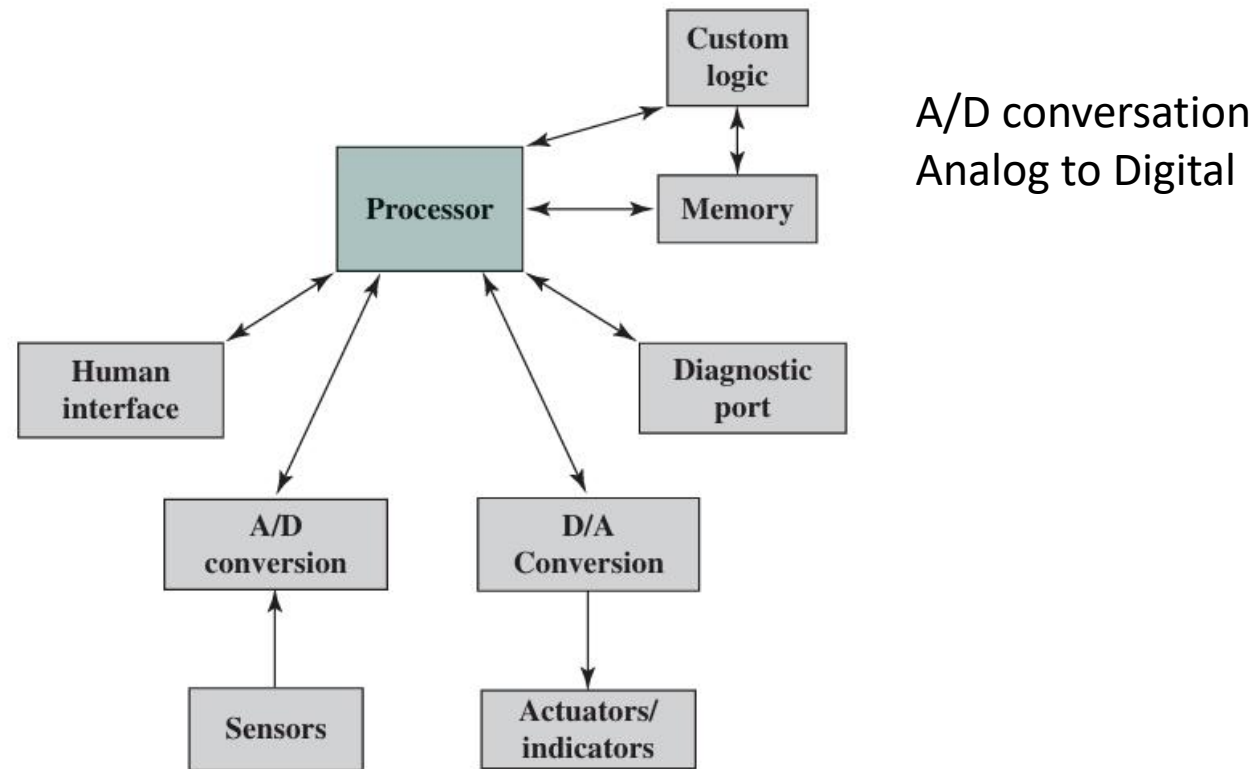 Custom
logic
A/D conversation
Analog to Digital
Processor
Memory
Human
interface
Diagnostic
port
A/D
conversion
D/A
Conversion
Sensors
Actuators/
indicators